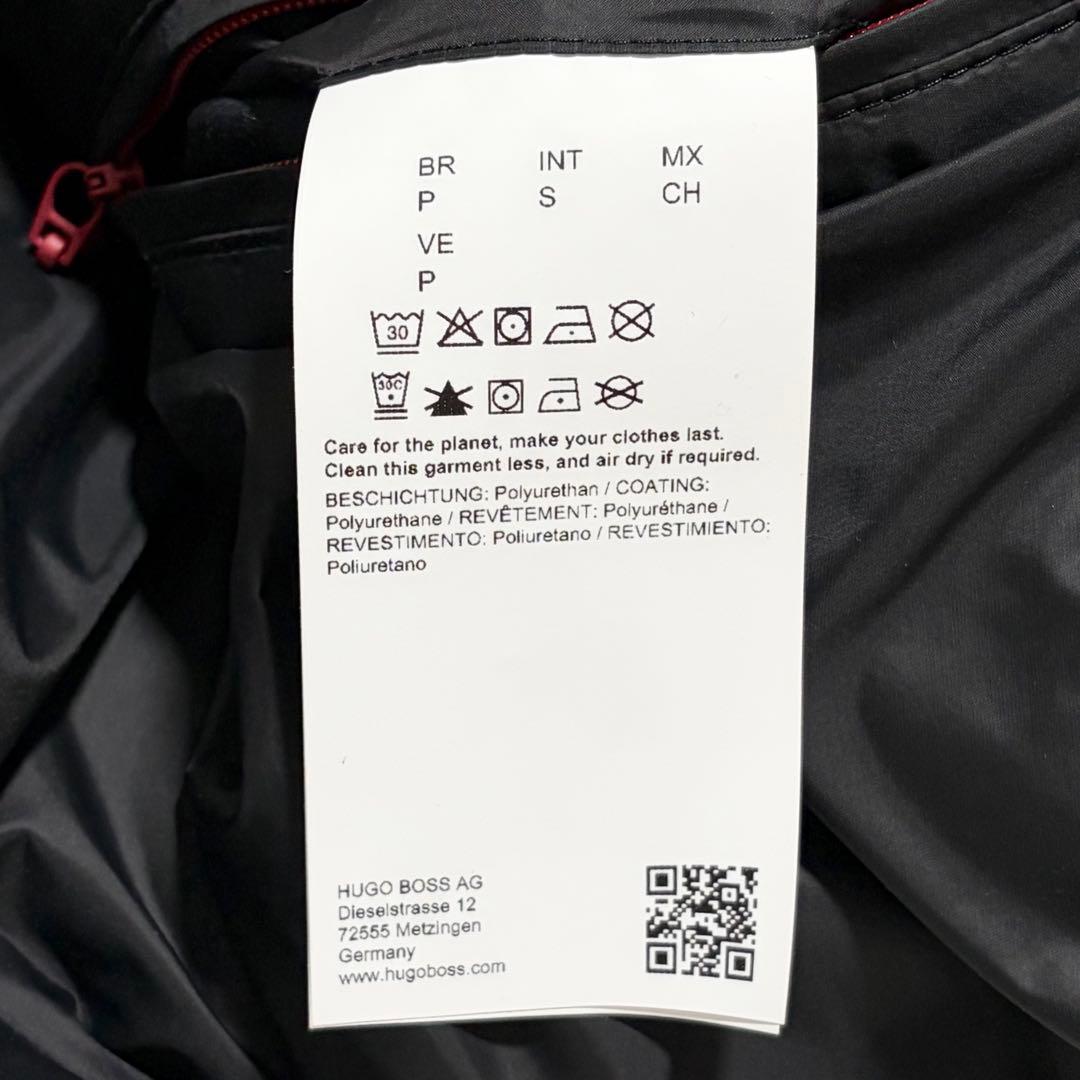 BR INT MX
P S CH
VE
P
30
30C
Care for the planet, make your clothes last.
Clean this garment less, and air dry if required.
BESCHICHTUNG: Polyurethan / COATING:
Polyurethane / REVÊTEMENT: Polyuréthane /
REVESTIMENTO: Poliuretano / REVESTIMIENTO:
Poliuretano
HUGO BOSS AG
Dieselstrasse 12
72555 Metzingen
Germany
www.hugoboss.com